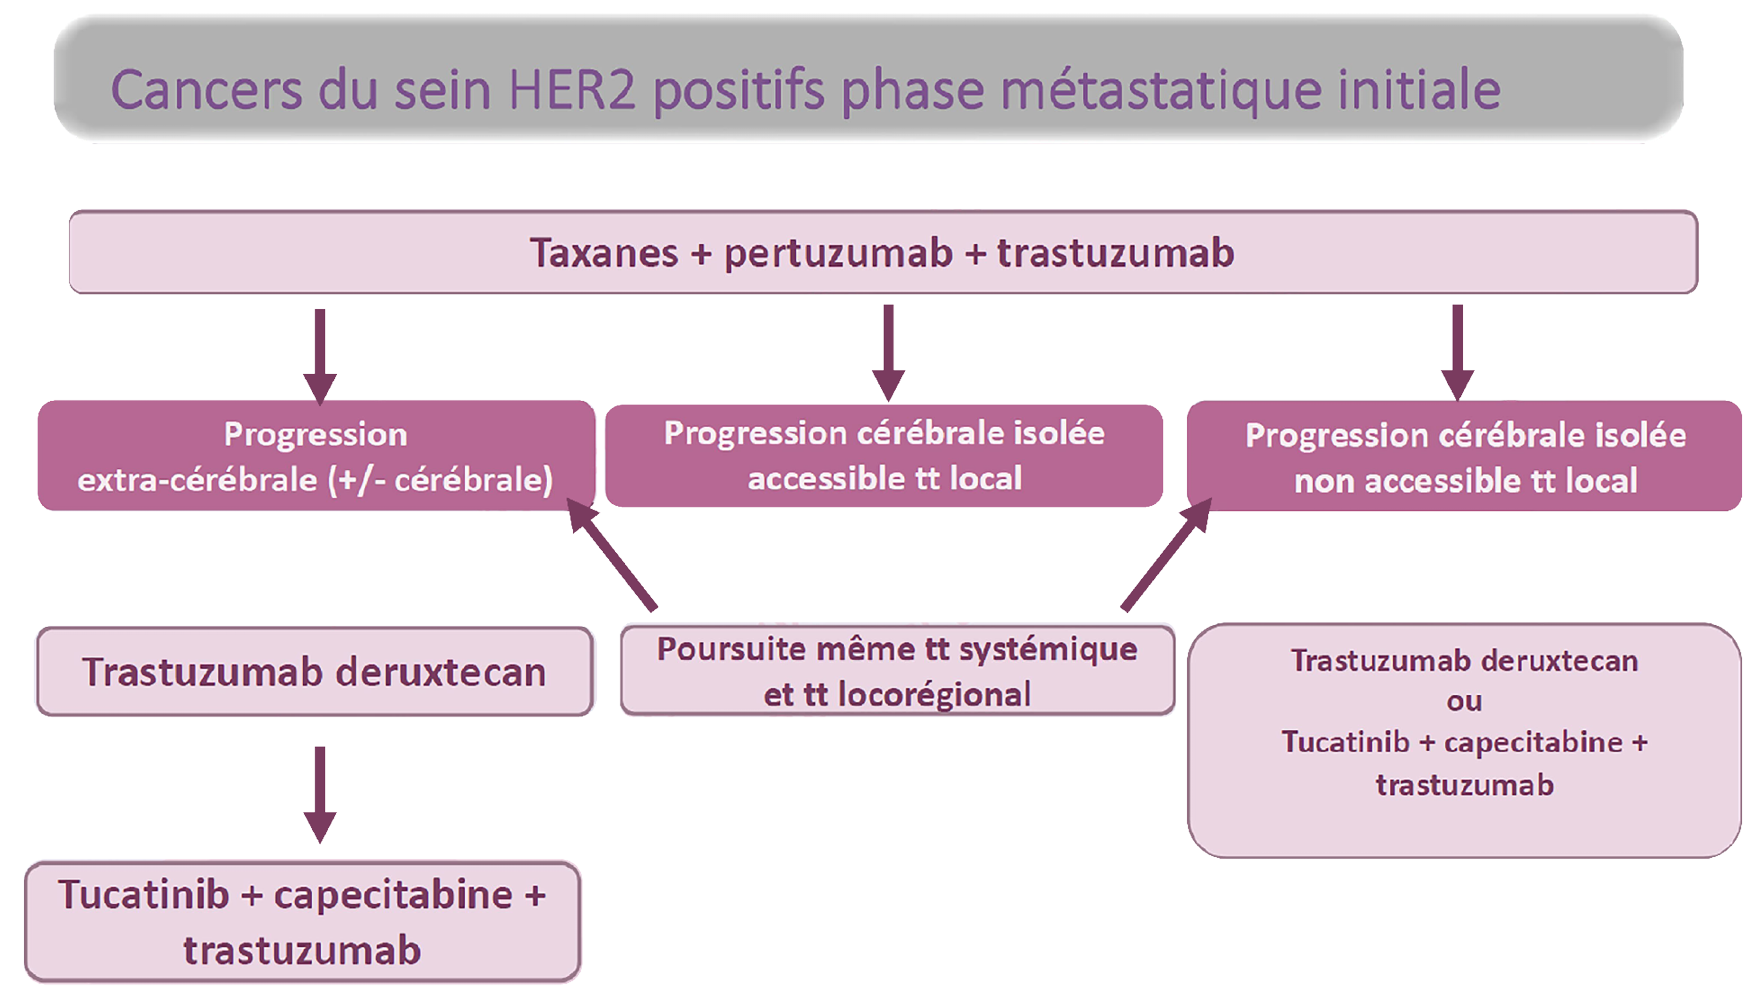 Cancers du sein HER2 positifs phase métastatique initiale
Taxanes + pertuzumab + trastuzumab
Progression
extra-cérébrale (+/- cérébrale)
Progression cérébrale isolée
accessible tt local
Progression cérébrale isolée
non accessible tt local
Trastuzumab deruxtecan
Poursuite même tt systémique
et tt locorégional
Trastuzumab deruxtecan
ou
Tucatinib + capecitabine +
trastuzumab
Tucatinib + capecitabine +
trastuzumab